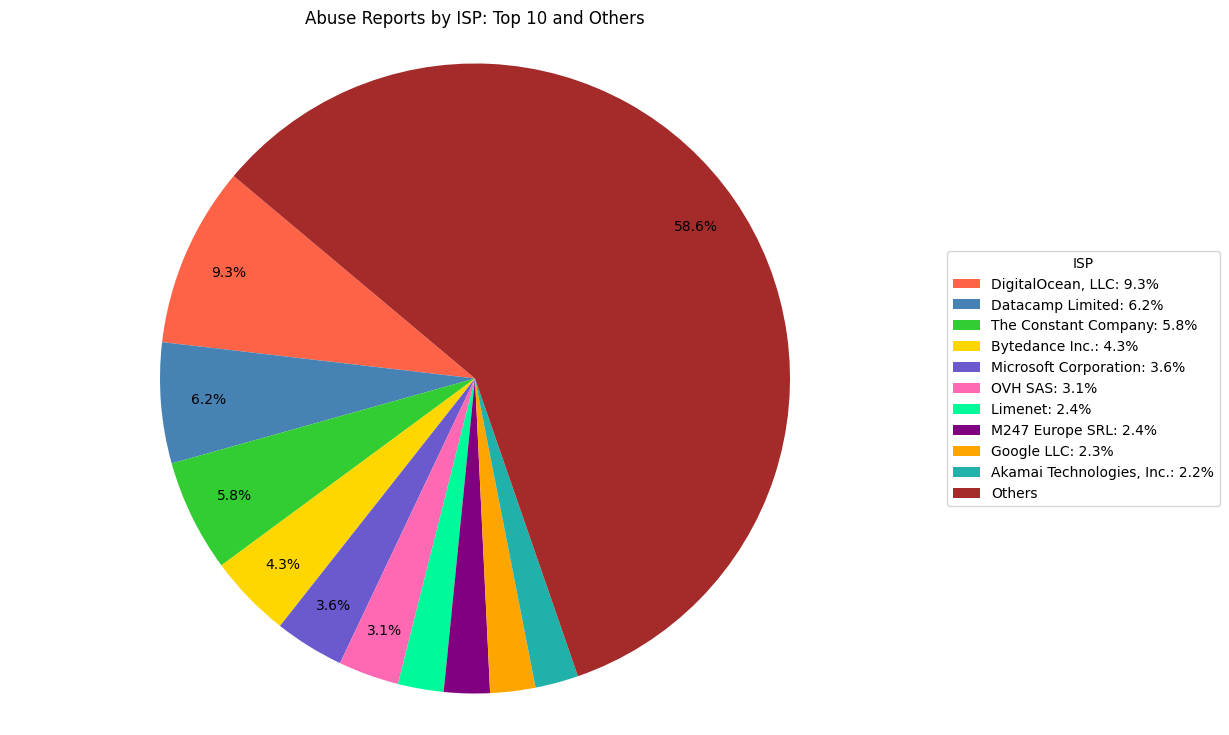 Abuse Reports by ISP: Top 10 and Others
58.6%
9.3%
6.2%
5.8%
4.3%
3.6%
3.1%
ISP
DigitalOcean, LLC: 9.3%
Datacamp Limited: 6.2%
The Constant Company: 5.8%
Bytedance Inc.: 4.3%
Microsoft Corporation: 3.6%
OVH SAS: 3.1%
Limenet: 2.4%
M247 Europe SRL: 2.4%
Google LLC: 2.3%
Akamai Technologies, Inc.: 2.2%
Others